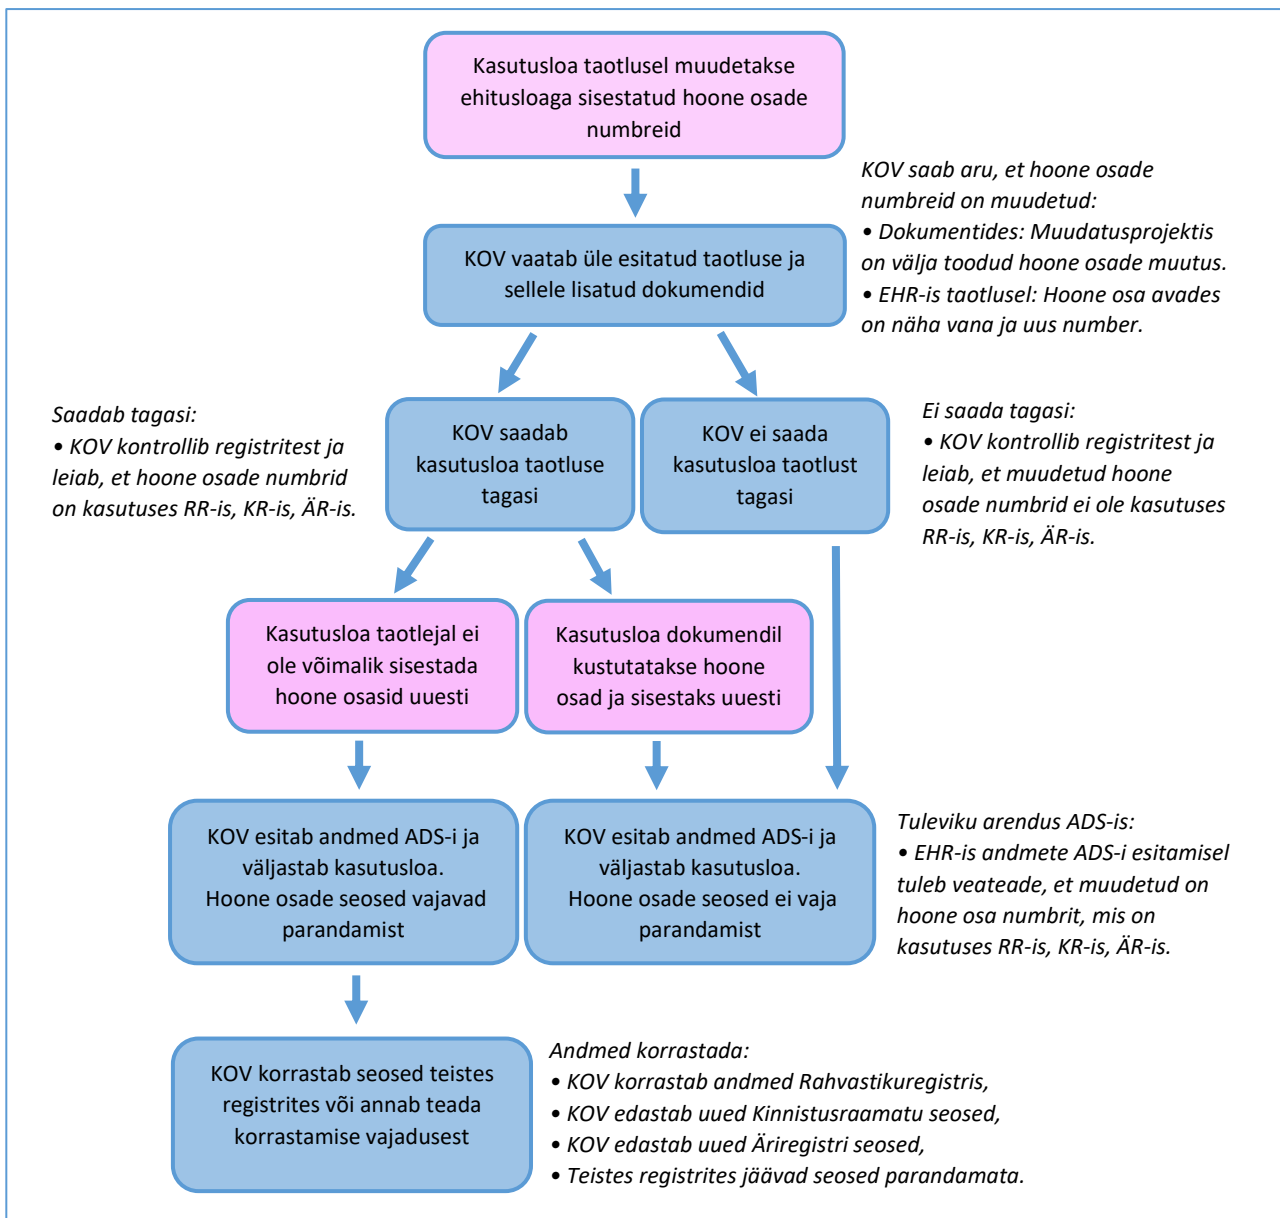 Kasutusloa taotlusel muudetakse
ehitusloaga sisestatud hoone osade
numbreid
KOV saab aru, et hoone osade
numbreid on muudetud:
• Dokumentides: Muudatusprojektis
on välja toodud hoone osade muutus.
• EHR-is taotlusel: Hoone osa avades
on näha vana ja uus number.
KOV vaatab üle esitatud taotluse ja
sellele lisatud dokumendid
Saadab tagasi:
• KOV kontrollib registritest ja
leiab, et hoone osade numbrid
on kasutuses RR-is, KR-is, ÄR-is.
KOV saadab
kasutusloa taotluse
tagasi
KOV ei saada
kasutusloa taotlust
tagasi
Ei saada tagasi:
• KOV kontrollib registritest ja
leiab, et muudetud hoone
osade numbrid ei ole kasutuses
RR-is, KR-is, ÄR-is.
Kasutusloa taotlejal ei
ole võimalik sisestada
hoone osasid uuesti
Kasutusloa dokumendil
kustutatakse hoone
osad ja sisestaks uuesti
KOV esitab andmed ADS-i ja
väljastab kasutusloa.
Hoone osade seosed vajavad
parandamist
KOV esitab andmed ADS-i ja
väljastab kasutusloa.
Hoone osade seosed ei vaja
parandamist
Tuleviku arendus ADS-is:
• EHR-is andmete ADS-i esitamisel
tuleb veateade, et muudetud on
hoone osa numbrit, mis on
kasutuses RR-is, KR-is, ÄR-is.
KOV korrastab seosed teistes
registrites või annab teada
korrastamise vajadusest
Andmed korrastada:
• KOV korrastab andmed Rahvastikuregistris,
• KOV edastab uued Kinnistusraamatu seosed,
• KOV edastab uued Äriregistri seosed,
• Teistes registrites jäävad seosed parandamata.